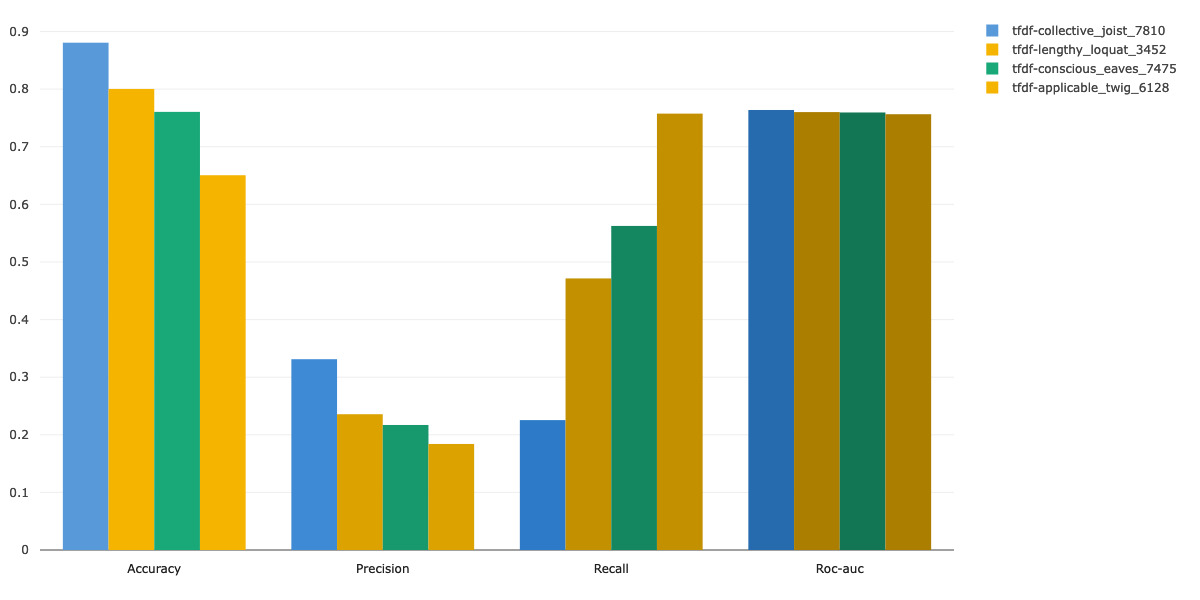 0.9
0.8
0.7
0.6
0.5
0.4
0.3
0.2
0.1
0
Accuracy
Precision
Recall
Roc-auc
tfdf-collective_joist_7810
tfdf-lengthy_loquat_3452
tfdf-conscious_eaves_7475
tfdf-applicable_twig_6128